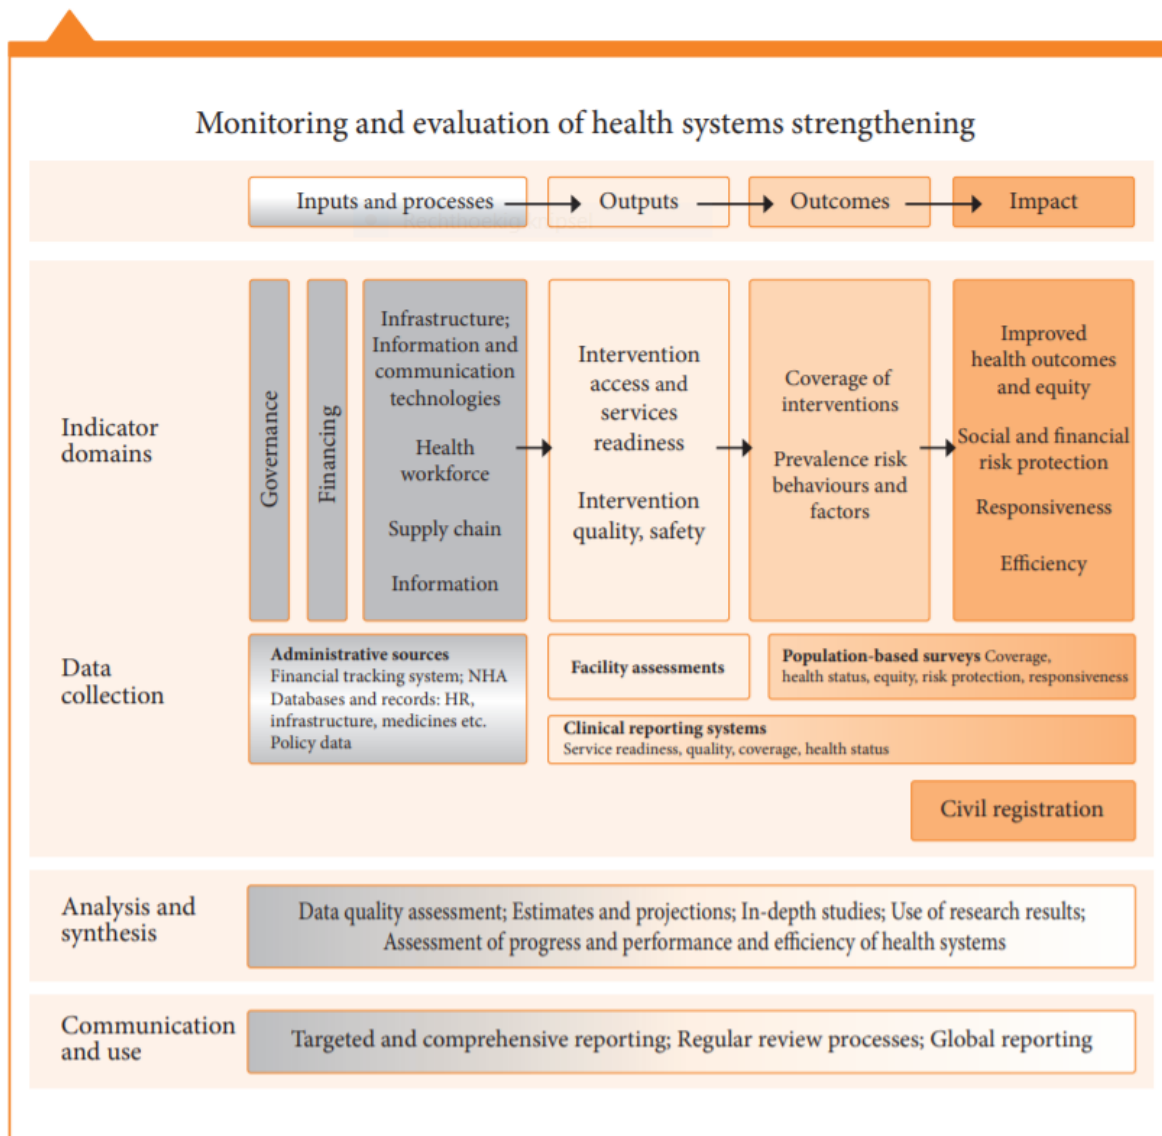 Monitoring and evaluation of health systems strengthening
Inputs and processes
Outputs
Outcomes
Impact
Rechthoekig knipsel
Indicator
domains
Governance
Financing
Infrastructure;
Information and
communication
technologies
Health
workforce
Supply chain
Information
Intervention
access and
services
readiness
Intervention
quality, safety
Coverage of
interventions
Prevalence risk
behaviours and
factors
Improved
health outcomes
and equity
Social and financial
risk protection
Responsiveness
Efficiency
Data
collection
Administrative sources
Financial tracking system; NHA
Databases and records: HR,
infrastructure, medicines etc.
Policy data
Facility assessments
Population-based surveys Coverage,
health status, equity, risk protection, responsiveness
Clinical reporting systems
Service readiness, quality, coverage, health status
Civil registration
Analysis and
synthesis
Data quality assessment; Estimates and projections; In-depth studies; Use of research results;
Assessment of progress and performance and efficiency of health systems
Communication
and use
Targeted and comprehensive reporting; Regular review processes; Global reporting